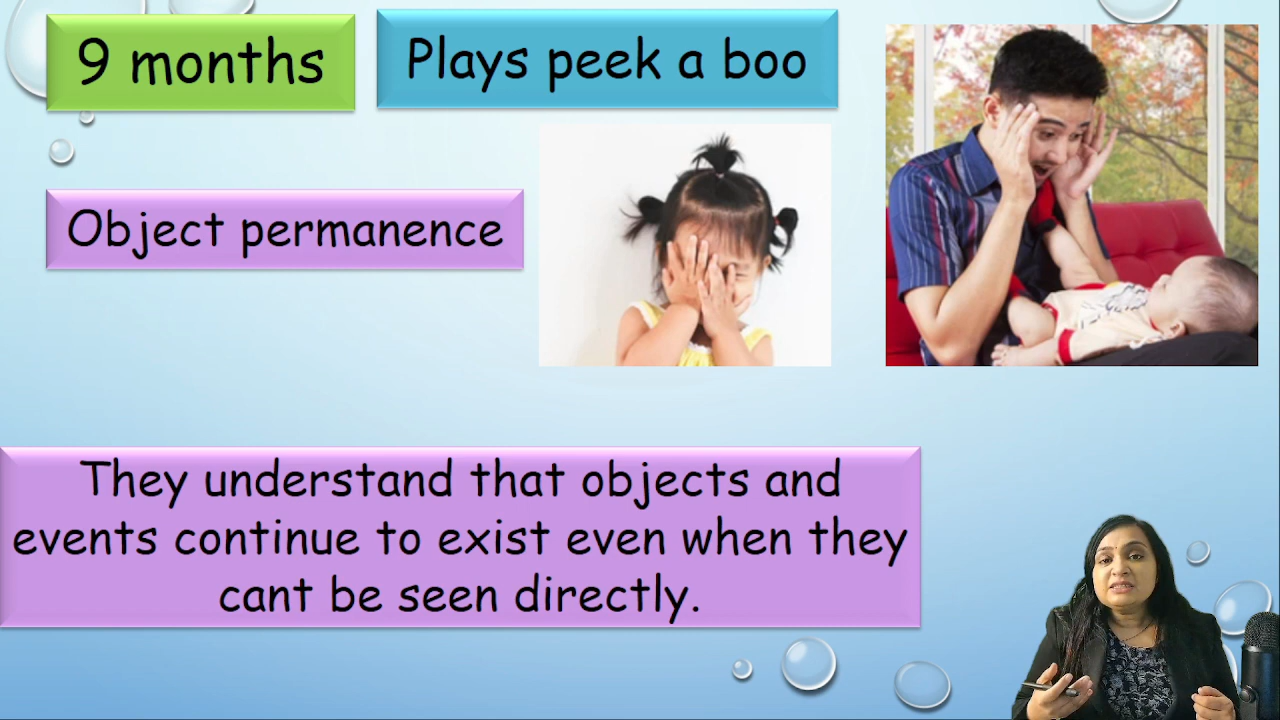 9 months
Plays peek a boo
Object permanence
They understand that objects and
events continue to exist even when they
cant be seen directly.